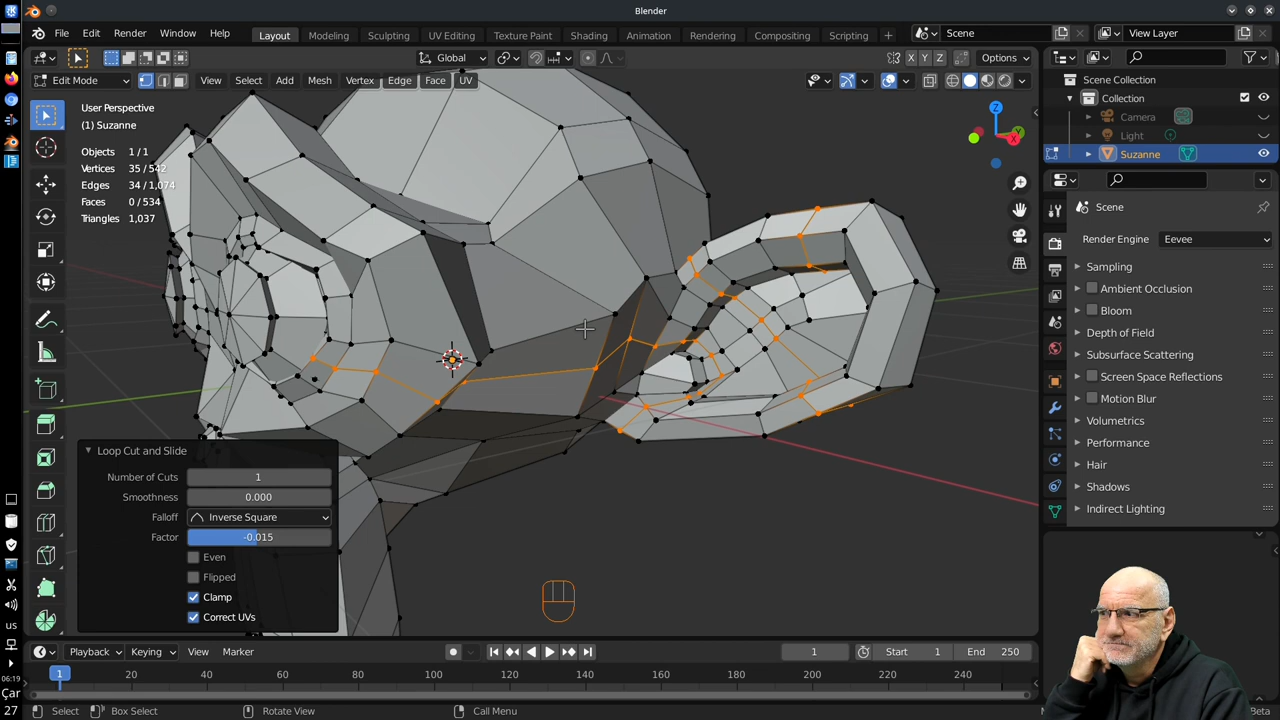 Blender
File Edit Render Window Help
Layout Modeling Sculpting UV Editing Texture Paint Shading Animation Rendering Compositing Scripting +
Scene
View Layer
Global
X Y Z
Options
Edit Mode
View Select Add Mesh Vertex Edge Face UV
User Perspective
(1) Suzanne
Objects 1/1
Vertices 35/542
Edges 34/1,074
Faces 0/534
Triangles 1,037
Z
Y
X
Scene Collection
Collection
Camera
Light
Suzanne
Scene
Render Engine Eevee
Sampling
Ambient Occlusion
Bloom
Depth of Field
Subsurface Scattering
Screen Space Reflections
Motion Blur
Volumetrics
Performance
Hair
Shadows
Indirect Lighting
Loop Cut and Slide
Number of Cuts 1
Smoothness 0.000
Falloff Inverse Square
Factor -0.015
Even
Flipped
Clamp
Correct UVs
us
06:19
Çar
27
Playback Keying View Marker
1 Start 1 End 250
1 20 40 60 80 100 120 140 160 180 200 220 240
Select Box Select Rotate View Call Menu
Beta